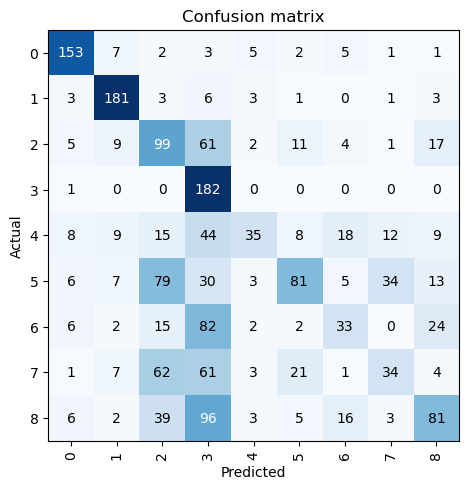 Confusion matrix
0 153 7 2 3 5 2 5 1 1
1 3 181 3 6 3 1 0 1 3
2 5 9 99 61 2 11 4 1 17
3 1 0 0 182 0 0 0 0 0
4 8 9 15 44 35 8 18 12 9
5 6 7 79 30 3 81 5 34 13
6 6 2 15 82 2 2 33 0 24
7 1 7 62 61 3 21 1 34 4
8 6 2 39 96 3 5 16 3 81
0 1 2 3 4 5 6 7 8
Actual
Predicted